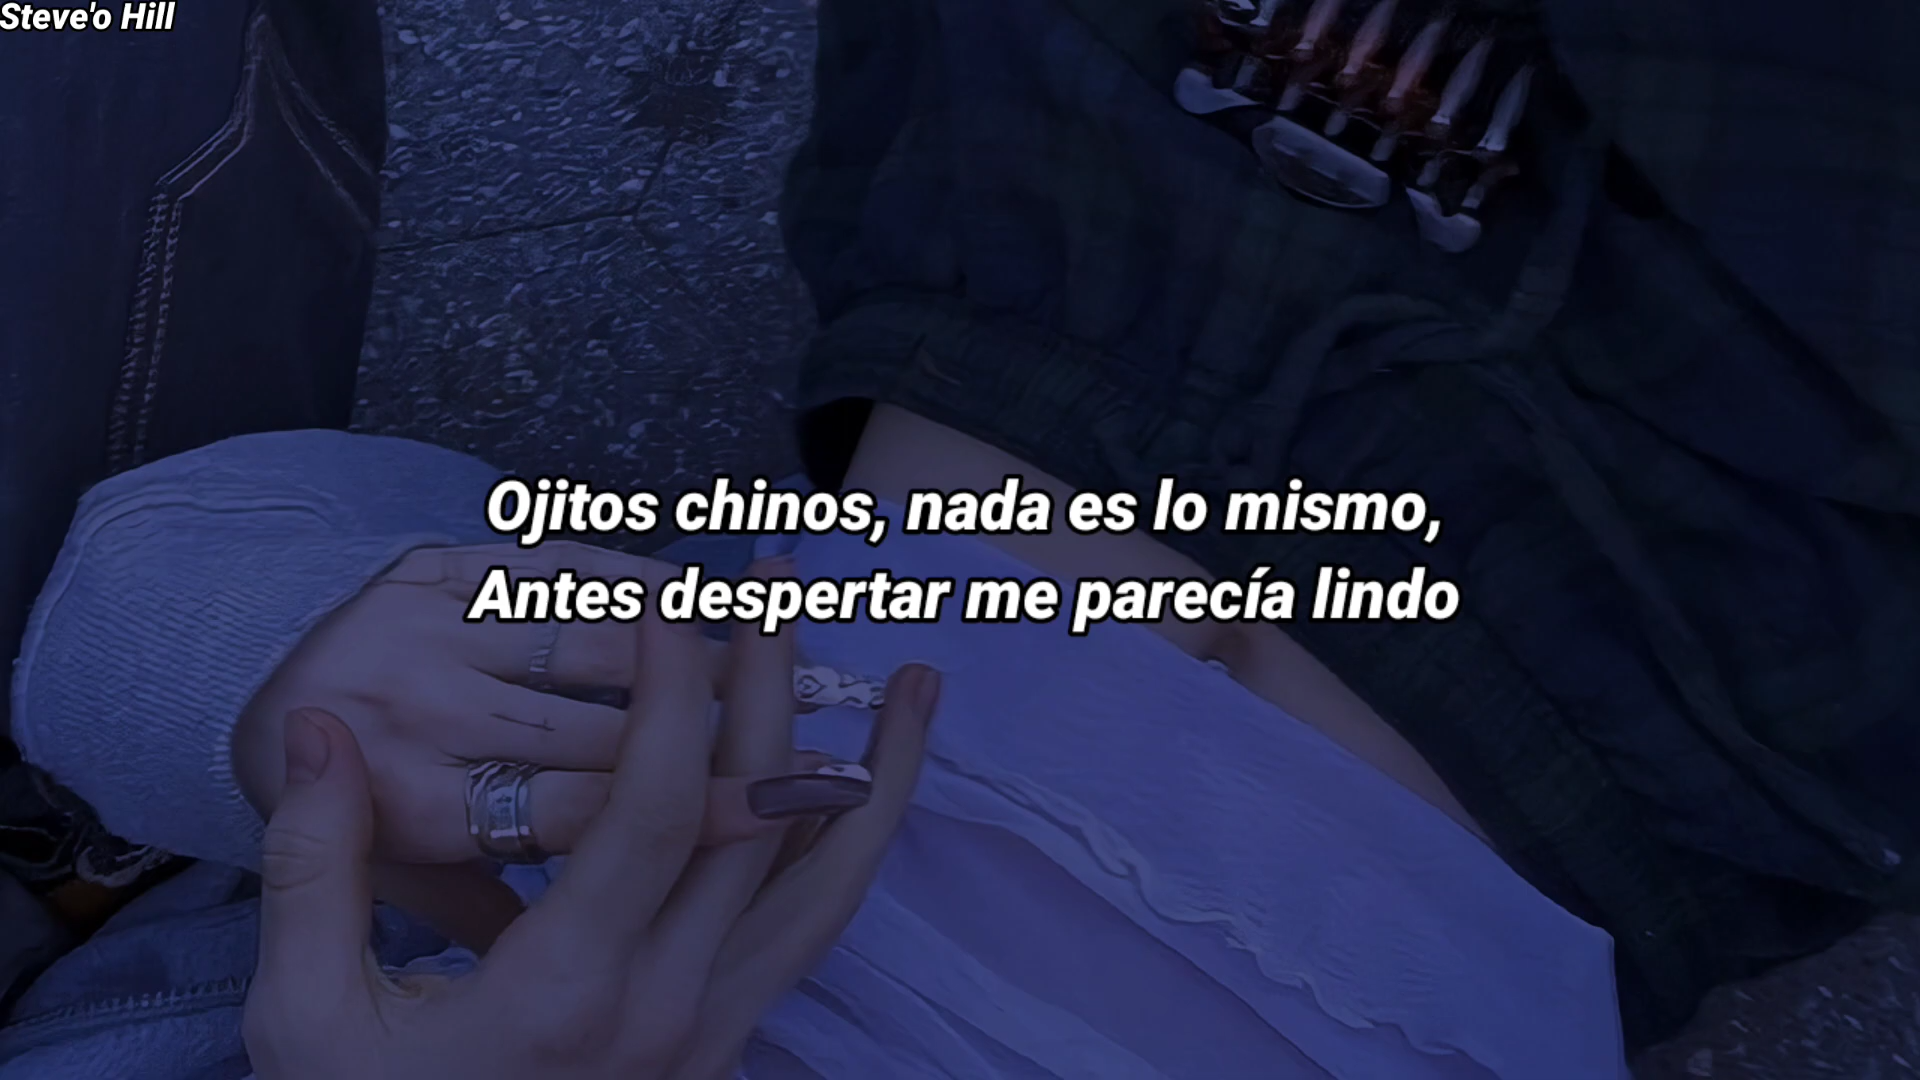 Steve'o Hill
Ojitos chinos, nada es lo mismo,
Antes despertar me parecía lindo